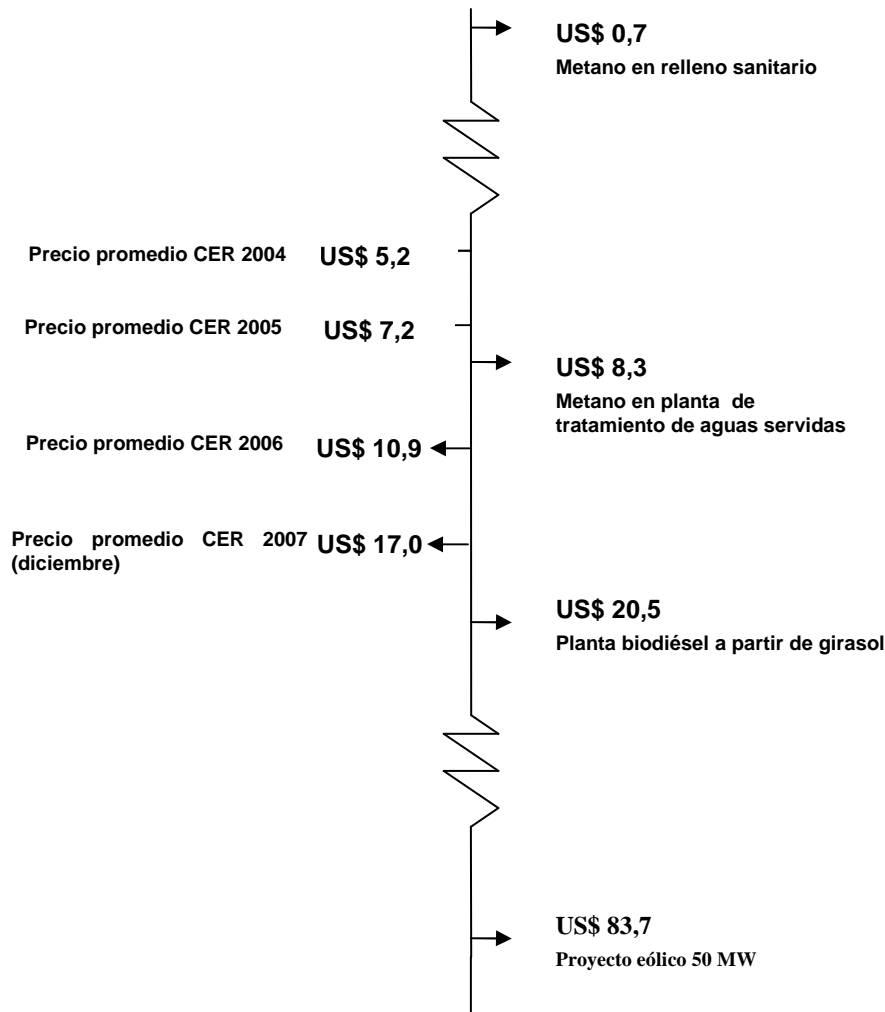 US$ 0,7
Metano en relleno sanitario
Precio promedio CER 2004 US$ 5,2
Precio promedio CER 2005 US$ 7,2
US$ 8,3
Metano en planta de
tratamiento de aguas servidas
Precio promedio CER 2006 US$ 10,9
Precio promedio CER 2007 US$ 17,0
(diciembre)
US$ 20,5
Planta biodiésel a partir de girasol
US$ 83,7
Proyecto eólico 50 MW